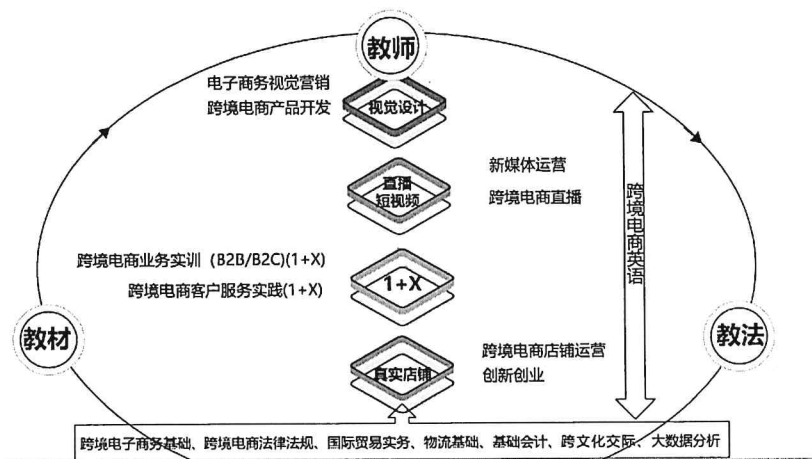 教师
电子商务视觉营销
跨境电商产品开发
视觉设计
新媒体运营
直播
短视频
跨境电商直播
跨境电商英语
跨境电商业务实训（B2B/B2C)(1+X)
跨境电商客户服务实践(1+X)
1+X
教材
教法
跨境电商店铺运营
真实店铺
创新创业
跨境电子商务基础、跨境电商法律法规、国际贸易实务、物流基础、基础会计、跨文化交际、大数据分析